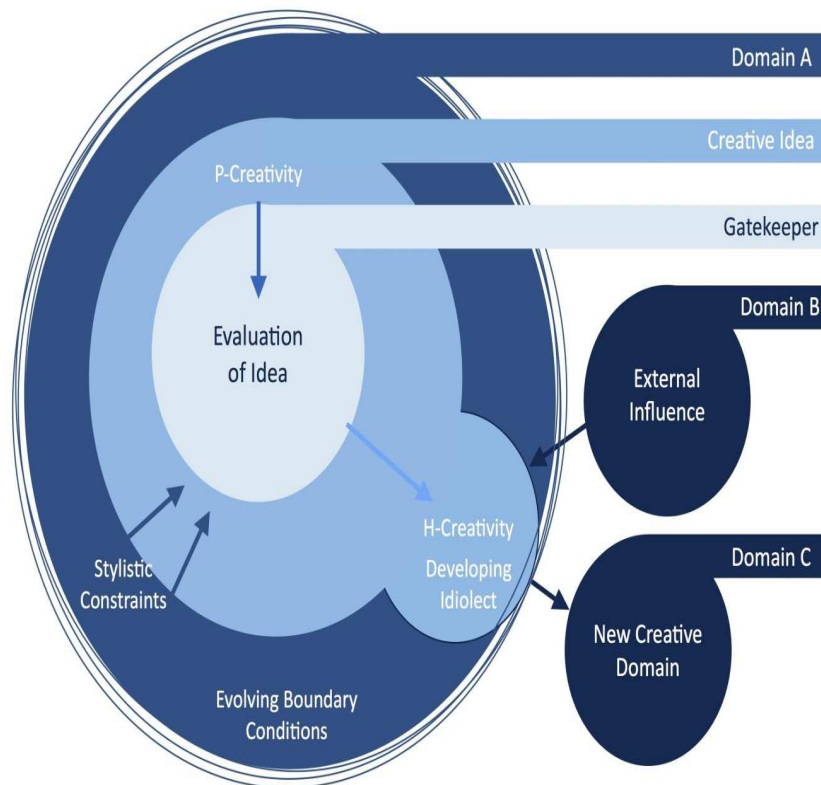 Domain A
Creative Idea
P-Creativity
Gatekeeper
Domain B
Evaluation
of Idea
External
Influence
H-Creativity
Developing
Idiolect
Domain C
Stylistic
Constraints
New Creative
Domain
Evolving Boundary
Conditions